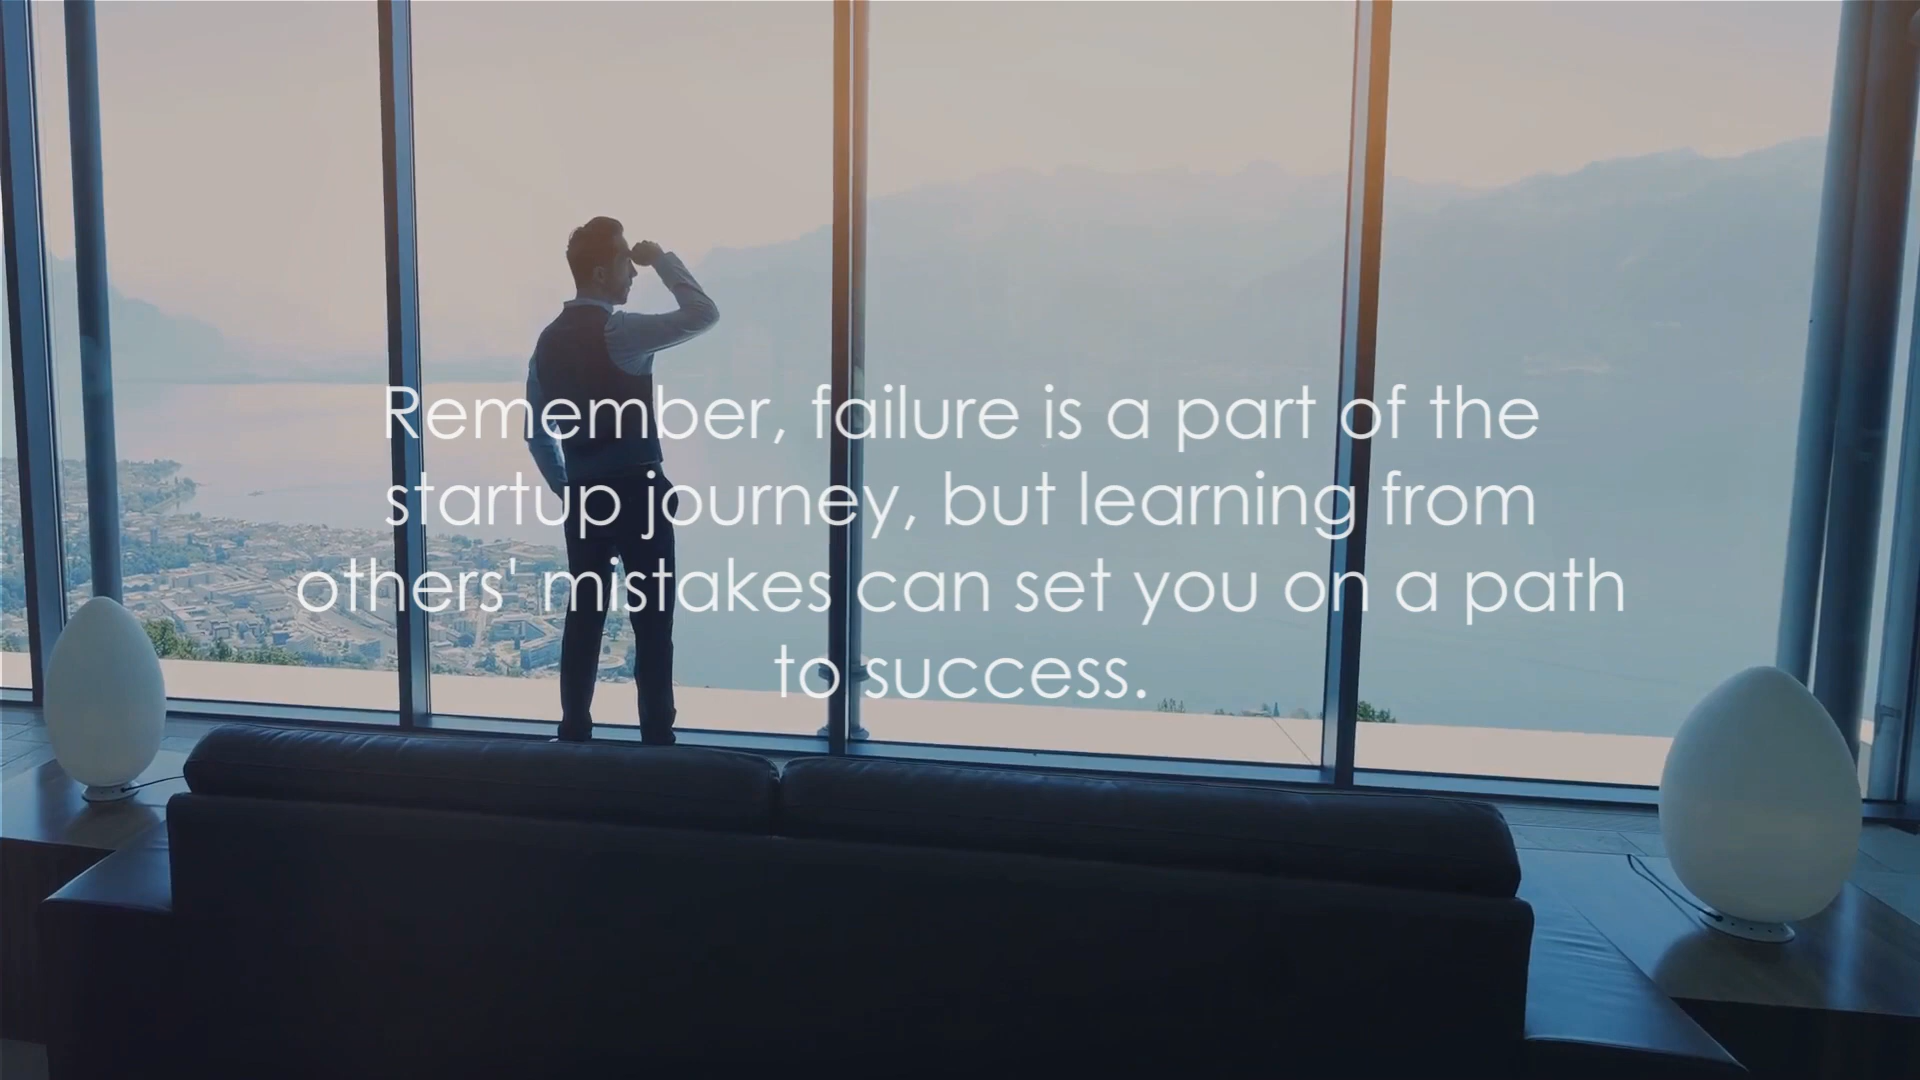 Remember, failure is a part of the
startup journey, but learning from
others' mistakes can set you on a path
to success.